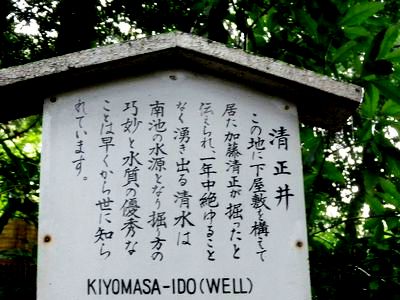 清正井
この地に下屋敷を構えて
居た加藤清正が掘ったと
伝えられ、一年中絶ゆること
なく湧き出る清水は
南池の水源となり掘り方の
巧妙と水質の優秀な
ことは早くから世に知ら
れています。
KIYOMASA-IDO(WELL)